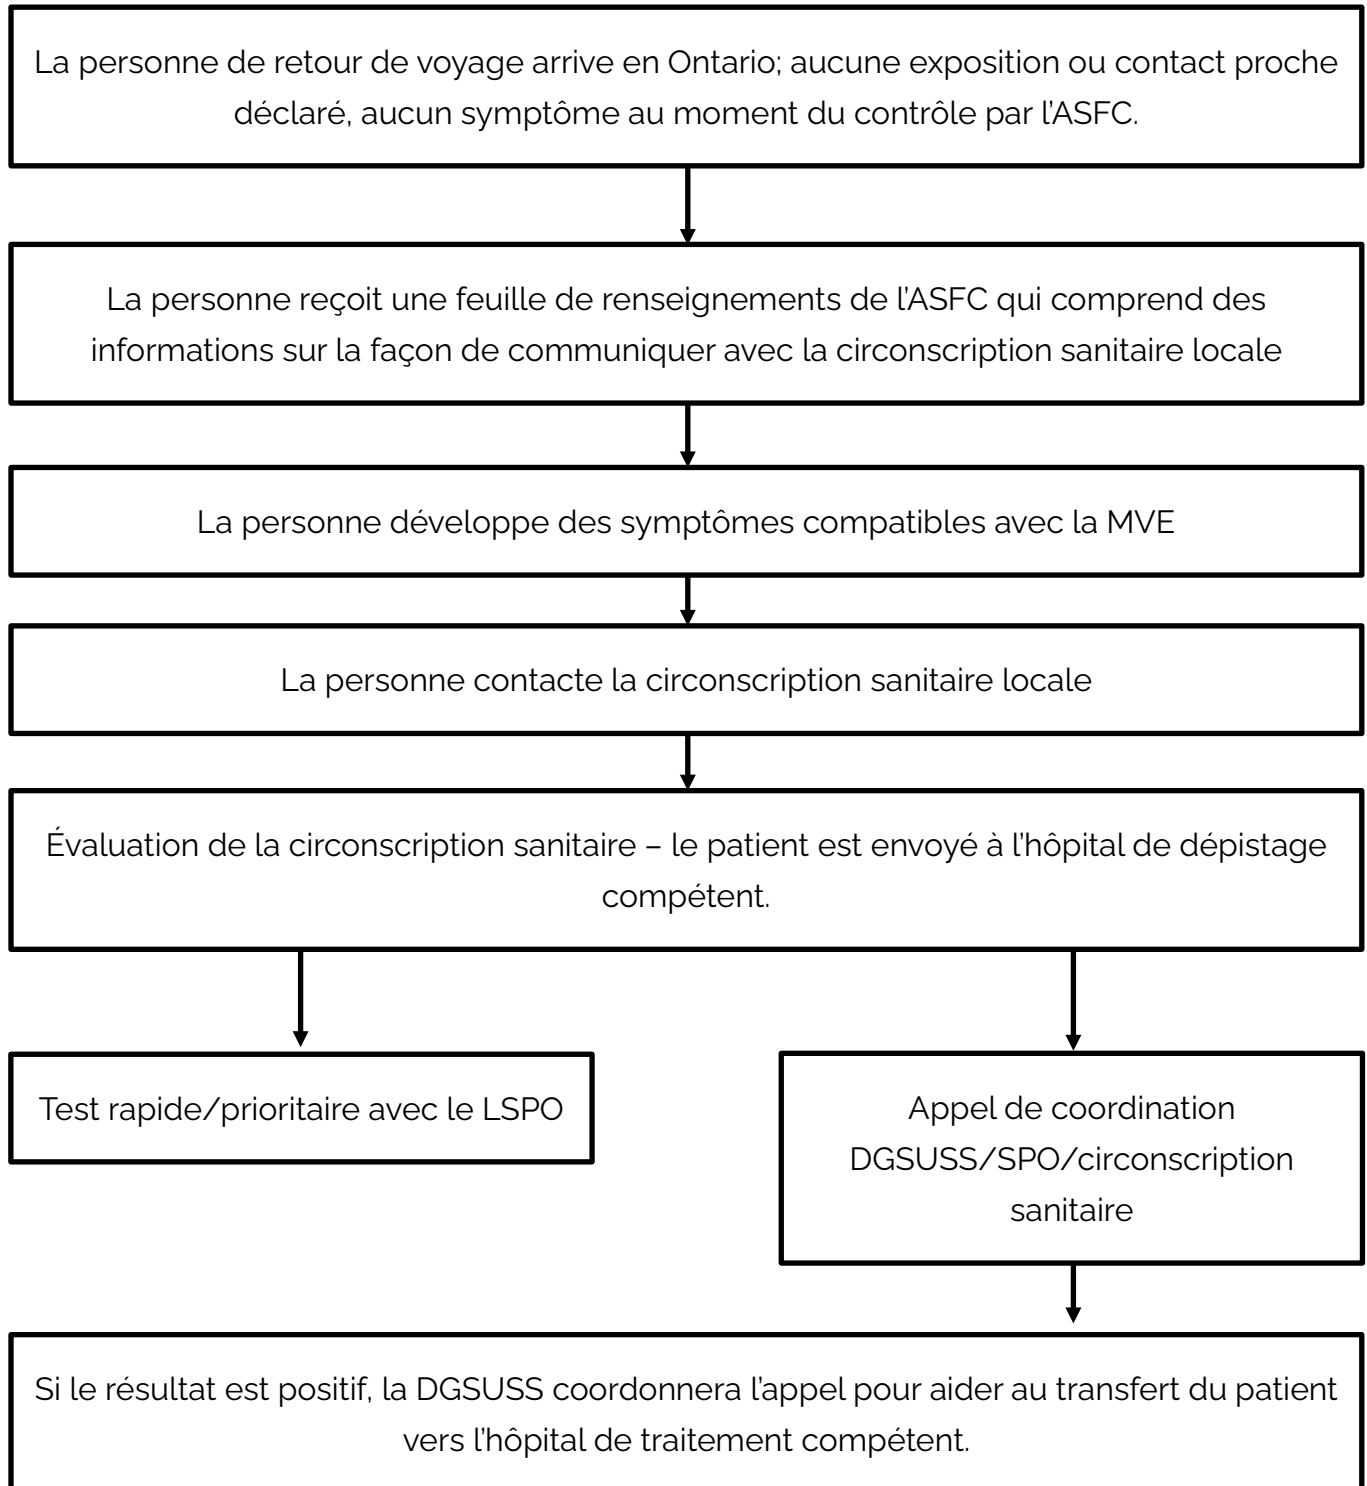 La personne de retour de voyage arrive en Ontario; aucune exposition ou contact proche
déclaré, aucun symptôme au moment du contrôle par l’ASFC.
La personne reçoit une feuille de renseignements de l’ASFC qui comprend des
informations sur la façon de communiquer avec la circonscription sanitaire locale
La personne développe des symptômes compatibles avec la MVE
La personne contacte la circonscription sanitaire locale
Évaluation de la circonscription sanitaire – le patient est envoyé à l’hôpital de dépistage
compétent.
Test rapide/prioritaire avec le LSPO
Appel de coordination
DGSUSS/SPO/circonscription
sanitaire
Si le résultat est positif, la DGSUSS coordonnera l’appel pour aider au transfert du patient
vers l’hôpital de traitement compétent.